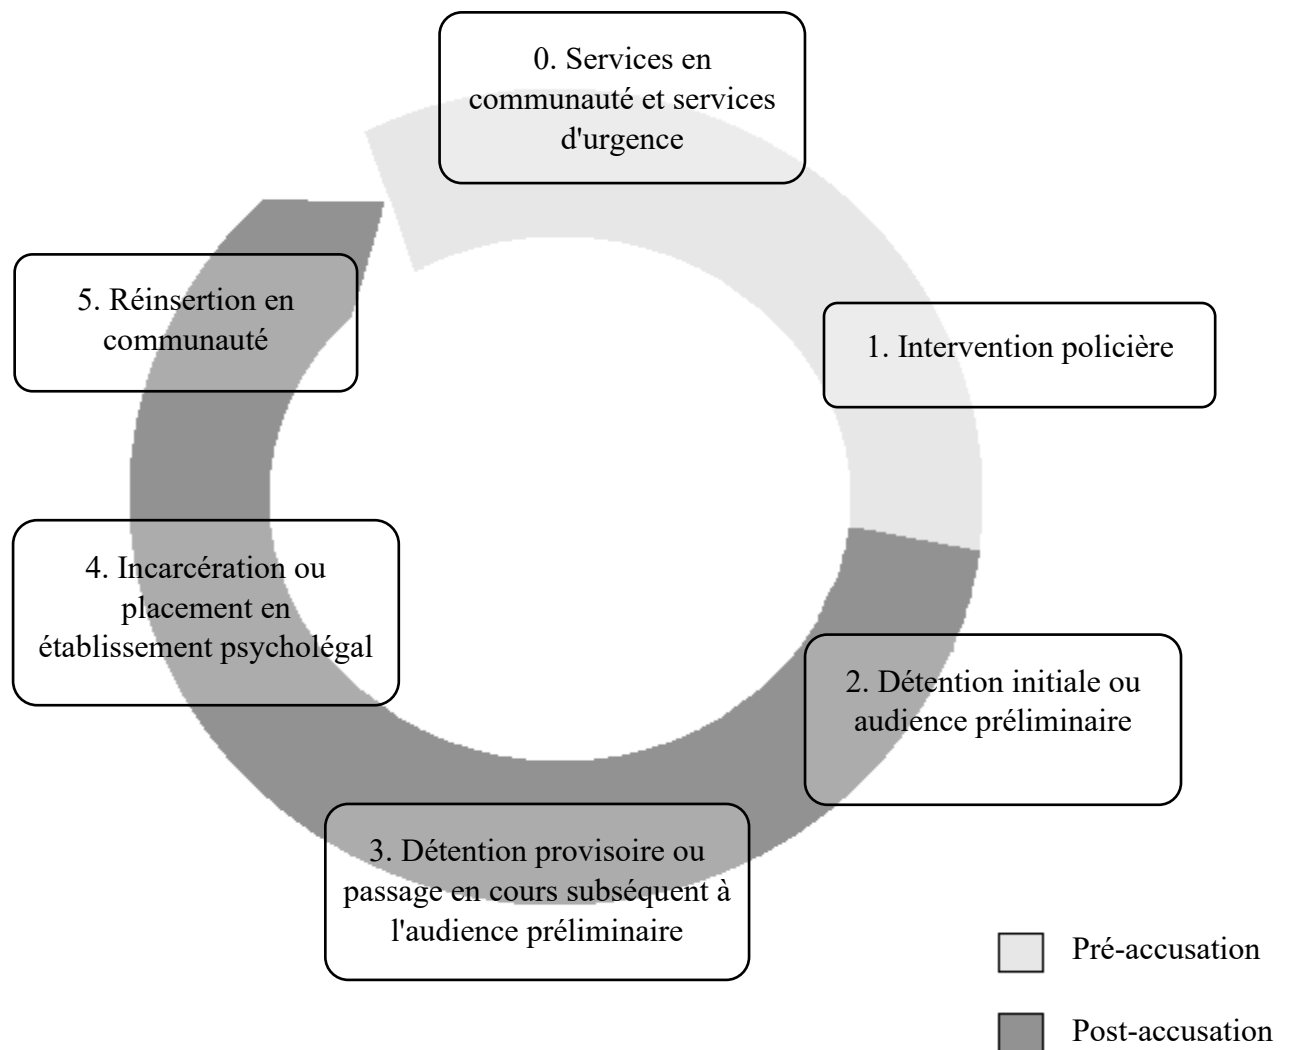 0. Services en
communauté et services
d'urgence
1. Intervention policière
2. Détention initiale ou
audience préliminaire
3. Détention provisoire ou
passage en cours subséquent à
l'audience préliminaire
4. Incarcération ou
placement en
établissement psycholégal
5. Réinsertion en
communauté
Pré-accusation
Post-accusation